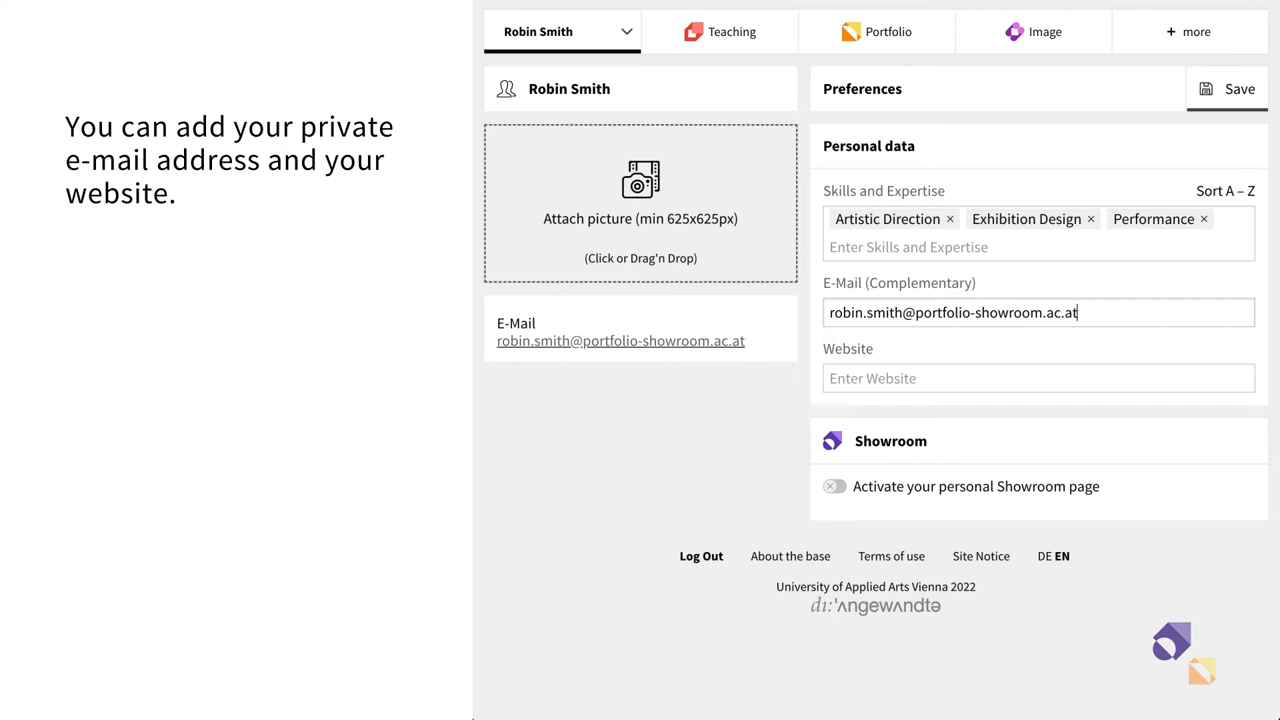 You can add your private
e-mail address and your
website.
Robin Smith
Teaching
Portfolio
Image
+ more
Robin Smith
Preferences
Save
Attach picture (min 625x625px)
(Click or Drag'n Drop)
E-Mail
robin.smith@portfolio-showroom.ac.at
Personal data
Skills and Expertise
Sort A – Z
Artistic Direction × Exhibition Design × Performance ×
Enter Skills and Expertise
E-Mail (Complementary)
robin.smith@portfolio-showroom.ac.at
Website
Enter Website
Showroom
Activate your personal Showroom page
Log Out About the base Terms of use Site Notice DE EN
University of Applied Arts Vienna 2022
dı:'ʌngewʌndtə